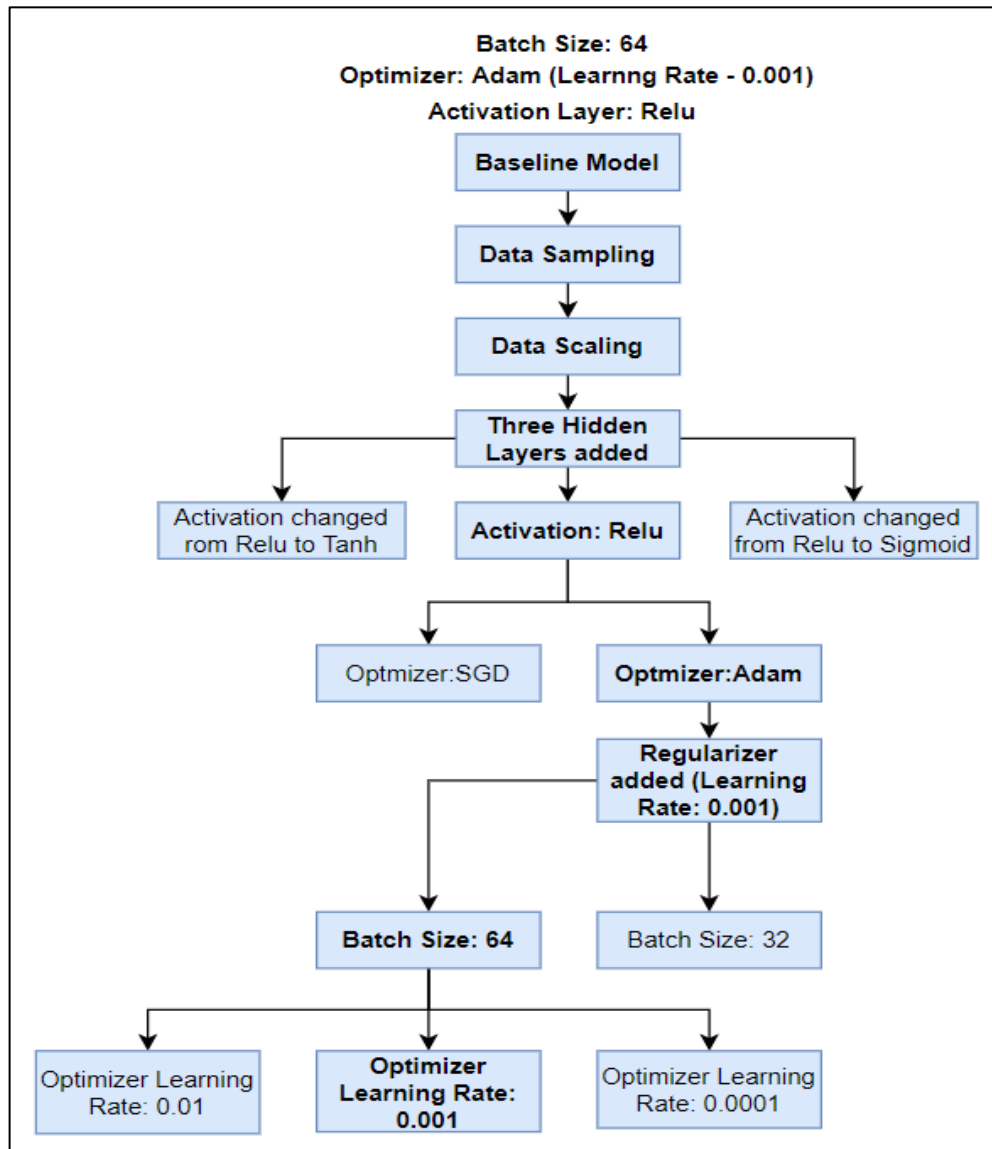 Batch Size: 64
Optimizer: Adam (Learnng Rate - 0.001)
Activation Layer: Relu
Baseline Model
Data Sampling
Data Scaling
Three Hidden
Layers added
Activation changed
rom Relu to Tanh
Activation: Relu
Activation changed
from Relu to Sigmoid
Optmizer:SGD
Optmizer:Adam
Regularizer
added (Learning
Rate: 0.001)
Batch Size: 64
Batch Size: 32
Optimizer Learning
Rate: 0.01
Optimizer
Learning Rate:
0.001
Optimizer Learning
Rate: 0.0001